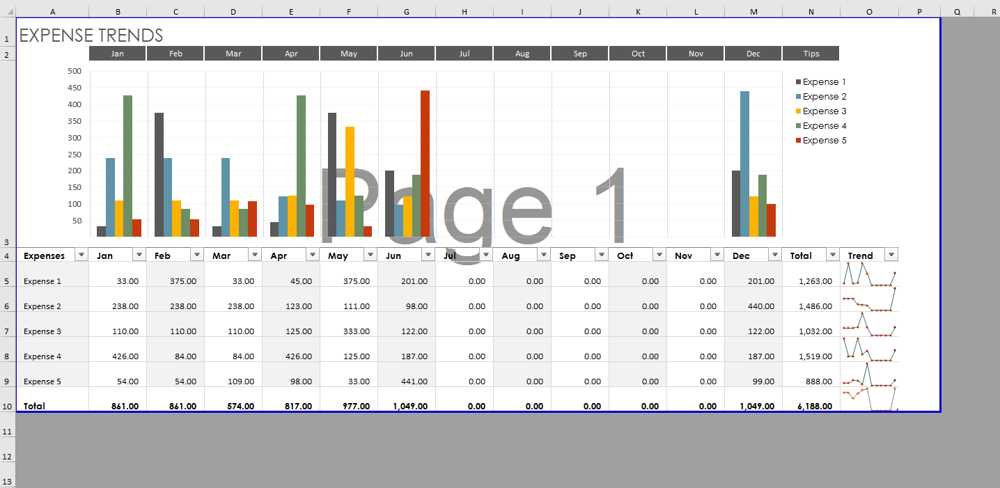 A B C D E F G H I J K L M N O P Q R
1 EXPENSE TRENDS
2 Jan Feb Mar Apr May Jun Jul Aug Sep Oct Nov Dec Tips
500
450
400
350
300
250
200
150
100
50
Expense 1
Expense 2
Expense 3
Expense 4
Expense 5
Page 1
3
4 Expenses Jan Feb Mar Apr May Jun Jul Aug Sep Oct Nov Dec Total Trend
5 Expense 1 33.00 375.00 33.00 45.00 375.00 201.00 0.00 0.00 0.00 0.00 0.00 201.00 1,263.00
6 Expense 2 238.00 238.00 238.00 123.00 111.00 98.00 0.00 0.00 0.00 0.00 0.00 440.00 1,486.00
7 Expense 3 110.00 110.00 110.00 125.00 333.00 122.00 0.00 0.00 0.00 0.00 0.00 122.00 1,032.00
8 Expense 4 426.00 84.00 84.00 426.00 125.00 187.00 0.00 0.00 0.00 0.00 0.00 187.00 1,519.00
9 Expense 5 54.00 54.00 109.00 98.00 33.00 441.00 0.00 0.00 0.00 0.00 0.00 99.00 888.00
10 Total 861.00 861.00 574.00 817.00 977.00 1,049.00 0.00 0.00 0.00 0.00 0.00 1,049.00 6,188.00
11
12
13